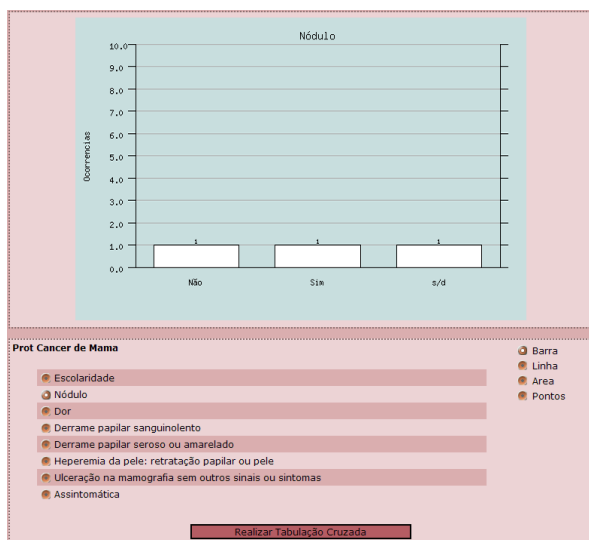 Nódulo
10.0
9.0
8.0
7.0
6.0
5.0
4.0
3.0
2.0
1.0
0.0
Ocorrencias
1 1 1
Não Sim s/d
Prot Cancer de Mama
Escolaridade
Nódulo
Dor
Derrame papilar sanguinolento
Derrame papilar seroso ou amarelado
Heperemia da pele: retratação papilar ou pele
Ulceração na mamografia sem outros sinais ou sintomas
Assintomática
Barra
Linha
Area
Pontos
Realizar Tabulação Cruzada